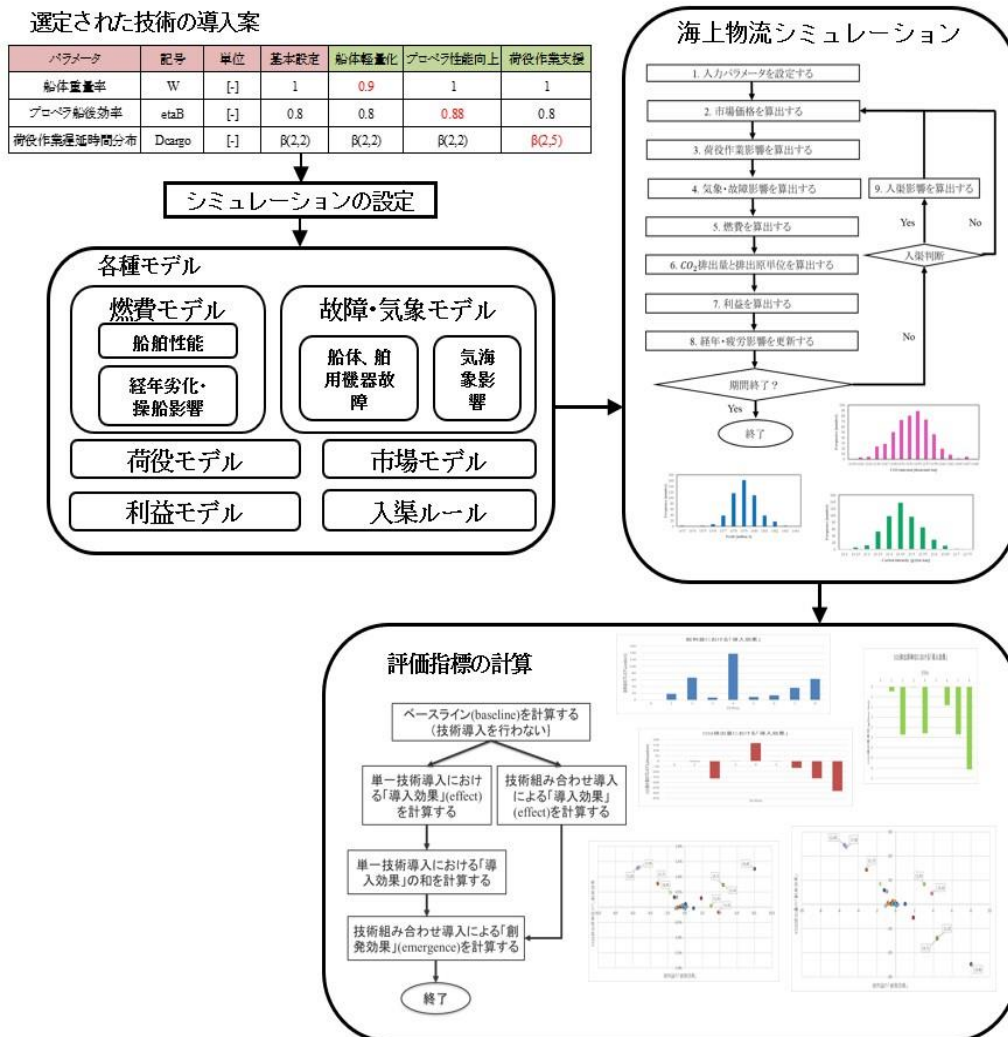 選定された技術の導入案
パラメータ 記号 単位 基本設定 船体軽量化 プロペラ性能向上 荷役作業支援
船体重量率 W [-] 1 0.9 1 1
プロペラ船後効率 etaB [-] 0.8 0.8 0.88 0.8
荷役作業遅延時間分布 Dcargo [-] β(2,2) β(2,2) β(2,2) β(2,5)
シミュレーションの設定
各種モデル
燃費モデル
船舶性能
経年劣化・
操船影響
故障・気象モデル
船体、舶
用機器故
障
気海
象影
響
荷役モデル
市場モデル
利益モデル
入渠ルール
海上物流シミュレーション
1. 入力パラメータを設定する
2. 市場価格を算出する
3. 荷役作業影響を算出する
4. 気象・故障影響を算出する
5. 燃費を算出する
6. CO2排出量と排出原単位を算出する
7. 利益を算出する
8. 経年・疲労影響を更新する
期間終了？
Yes
終了
9. 入渠影響を算出する
Yes
No
入渠判断
No
評価指標の計算
ベースライン(baseline)を計算する
(技術導入を行わない}
単一技術導入におけ
る「導入効果」(effect)
を計算する
技術組み合わせ導入
による「導入効果」
(effect)を計算する
単一技術導入における「導
入効果」の和を計算する
技術組み合わせ導入による「創
発効果」(emergence)を計算する
終了